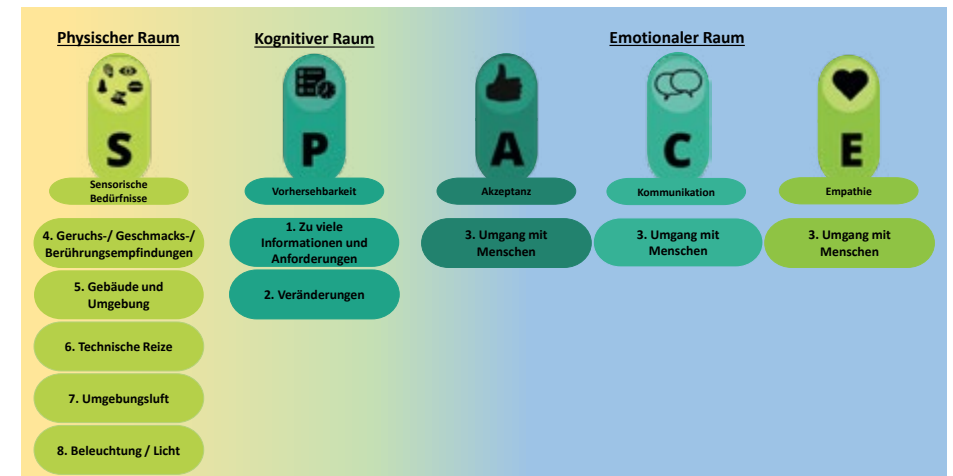 Physischer Raum
Kognitiver Raum
Emotionaler Raum
S
P
A
C
E
Sensorische
Bedürfnisse
Vorhersehbarkeit
Akzeptanz
Kommunikation
Empathie
4. Geruchs-/ Geschmacks-/
Berührungsempfindungen
1. Zu viele
Informationen und
Anforderungen
3. Umgang mit
Menschen
3. Umgang mit
Menschen
3. Umgang mit
Menschen
5. Gebäude und
Umgebung
2. Veränderungen
6. Technische Reize
7. Umgebungsluft
8. Beleuchtung / Licht